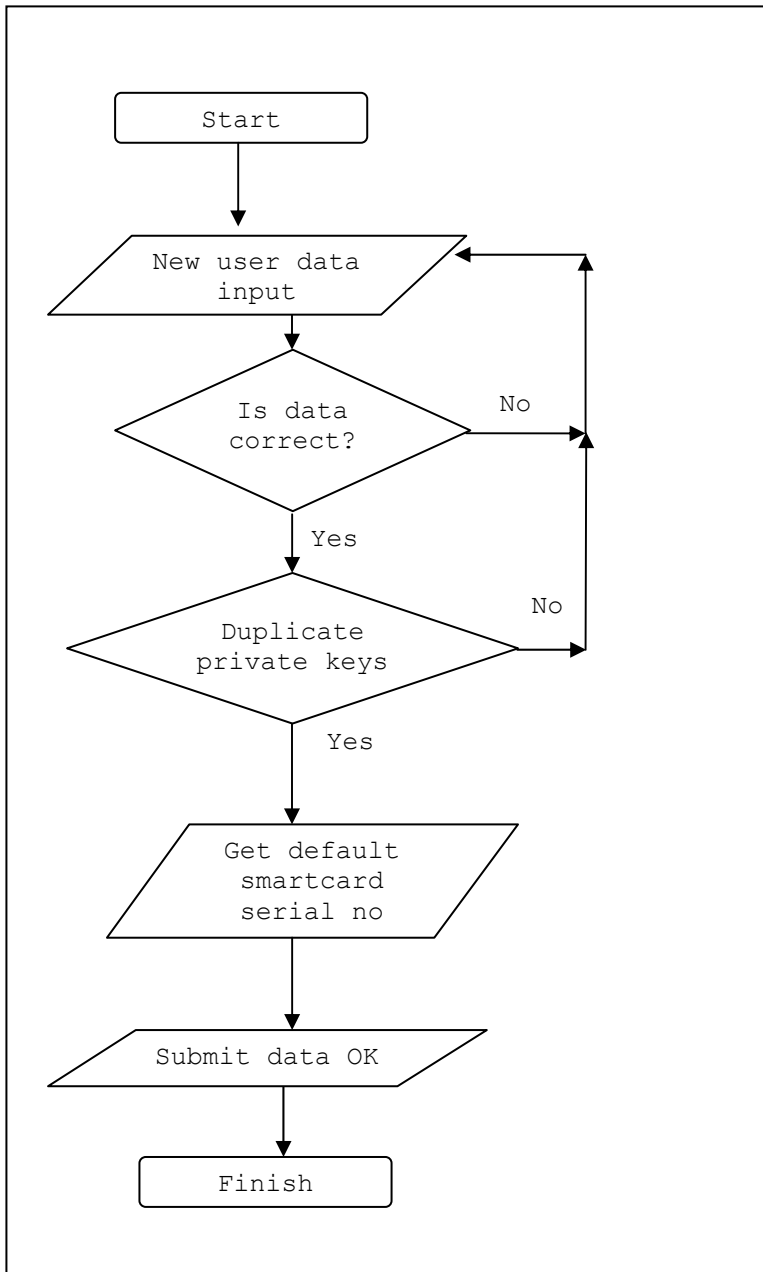 Start
New user data
input
Is data
correct?
No
Yes
Duplicate
private keys
No
Yes
Get default
smartcard
serial no
Submit data OK
Finish